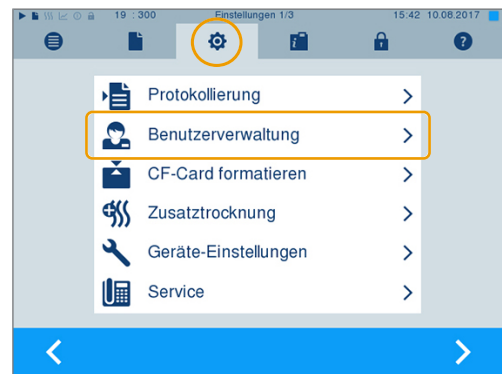 19 : 300 Einstellungen 1/3 15:42 10.08.2017
Protokollierung
Benutzerverwaltung
CF-Card formatieren
Zusatztrocknung
Geräte-Einstellungen
Service